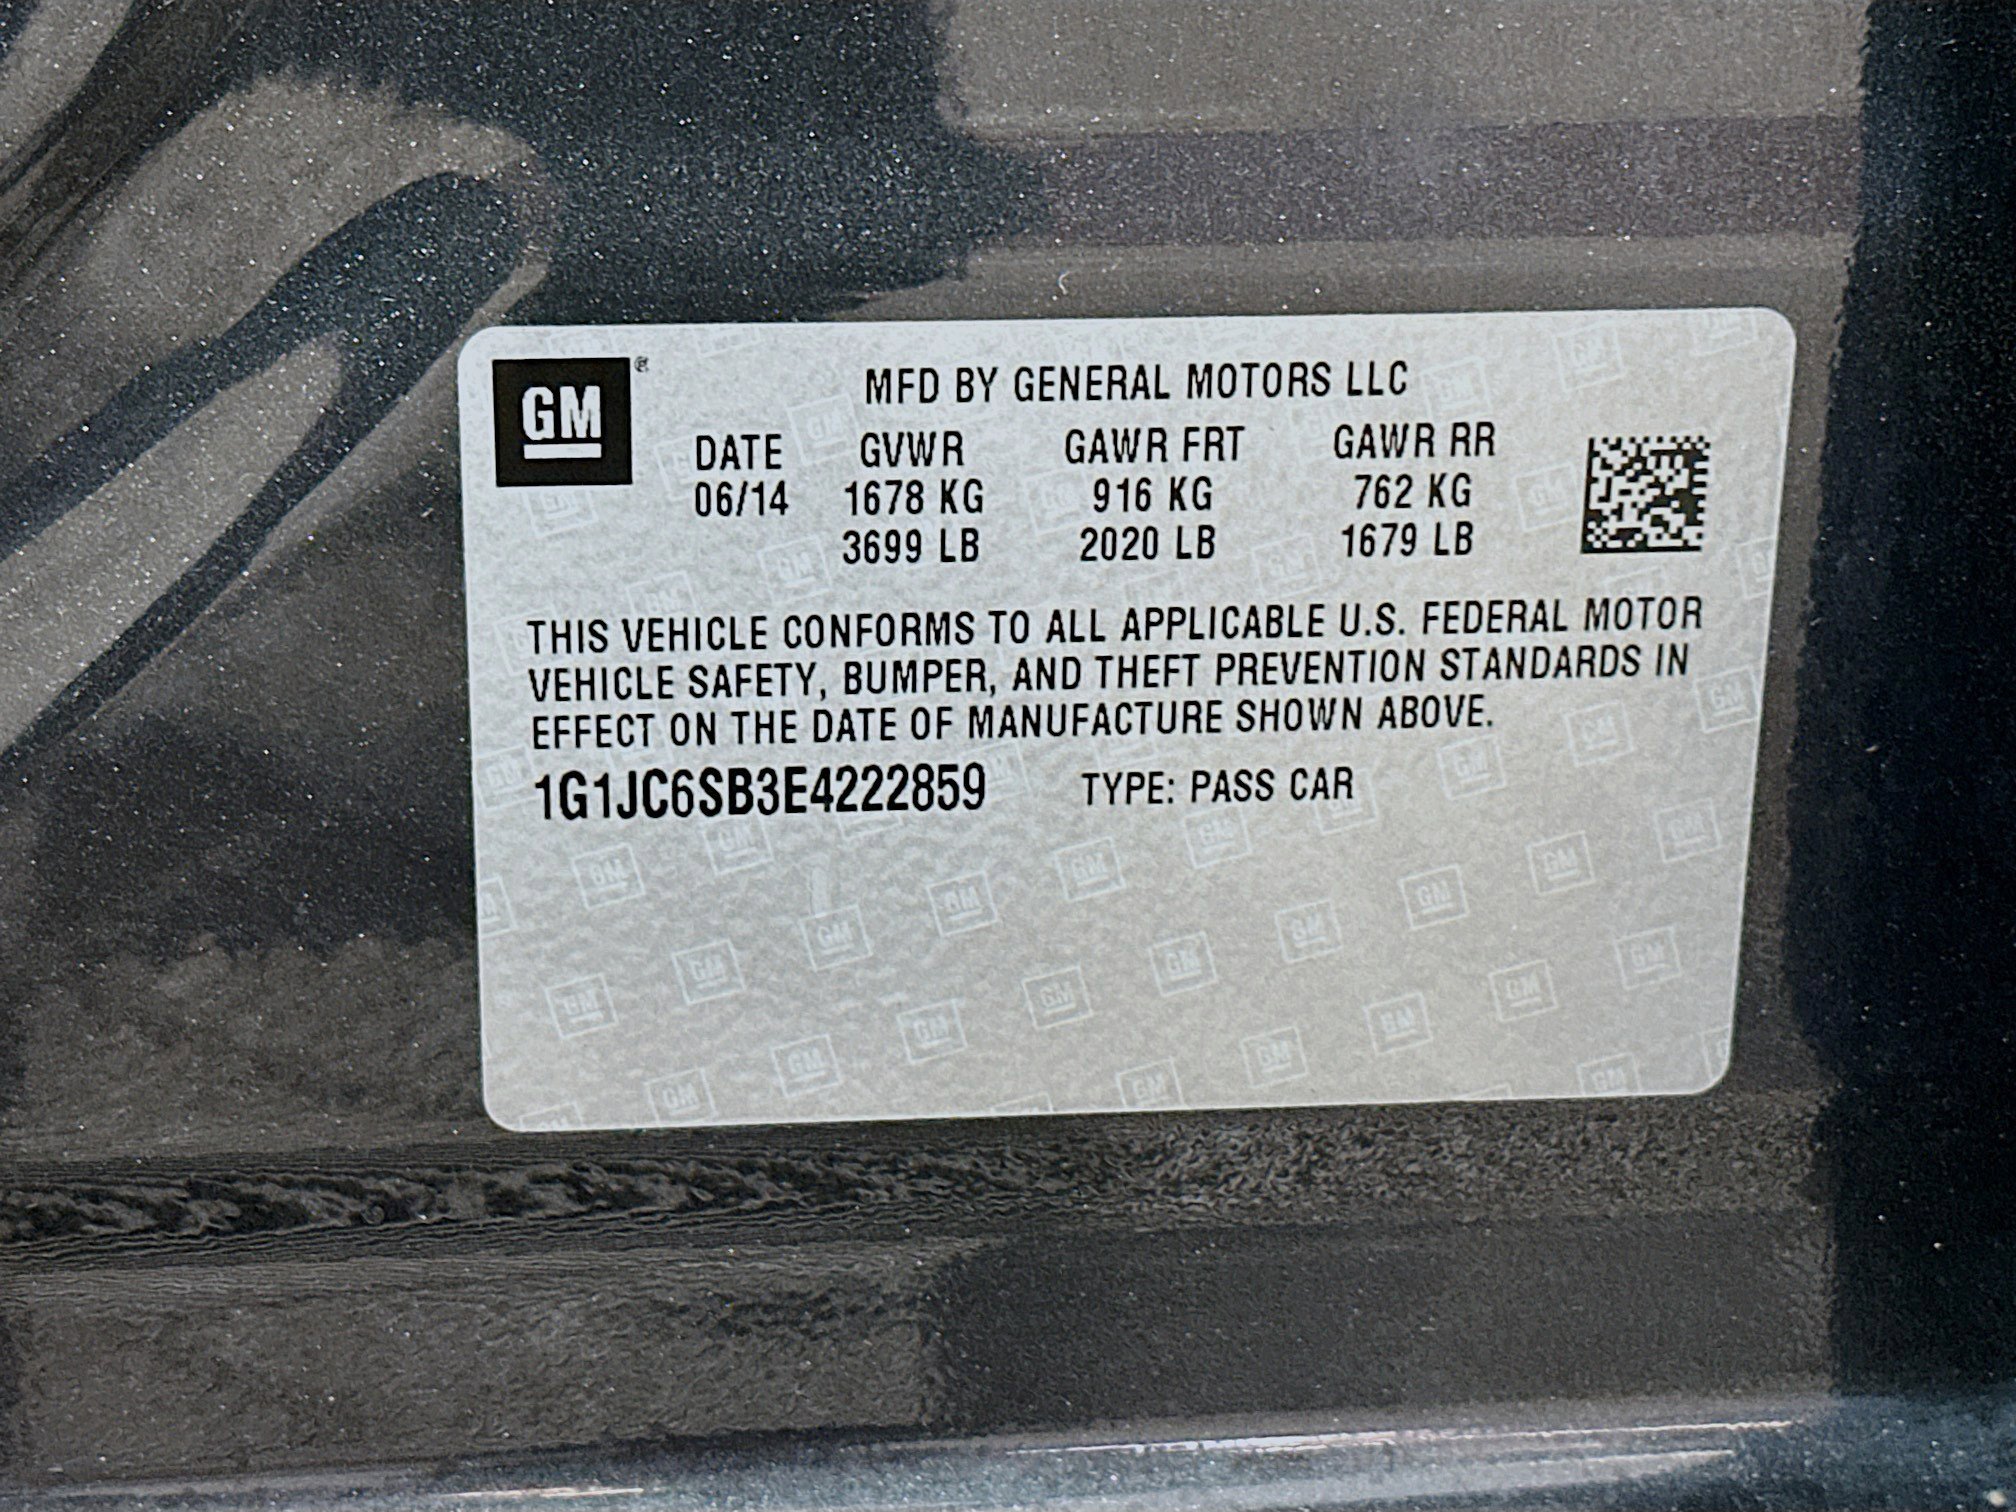 GM ®
MFD BY GENERAL MOTORS LLC
DATE GVWR GAWR FRT GAWR RR
06/14 1678 KG 916 KG 762 KG
3699 LB 2020 LB 1679 LB
THIS VEHICLE CONFORMS TO ALL APPLICABLE U.S. FEDERAL MOTOR
VEHICLE SAFETY, BUMPER, AND THEFT PREVENTION STANDARDS IN
EFFECT ON THE DATE OF MANUFACTURE SHOWN ABOVE.
1G1JC6SB3E4222859 TYPE: PASS CAR